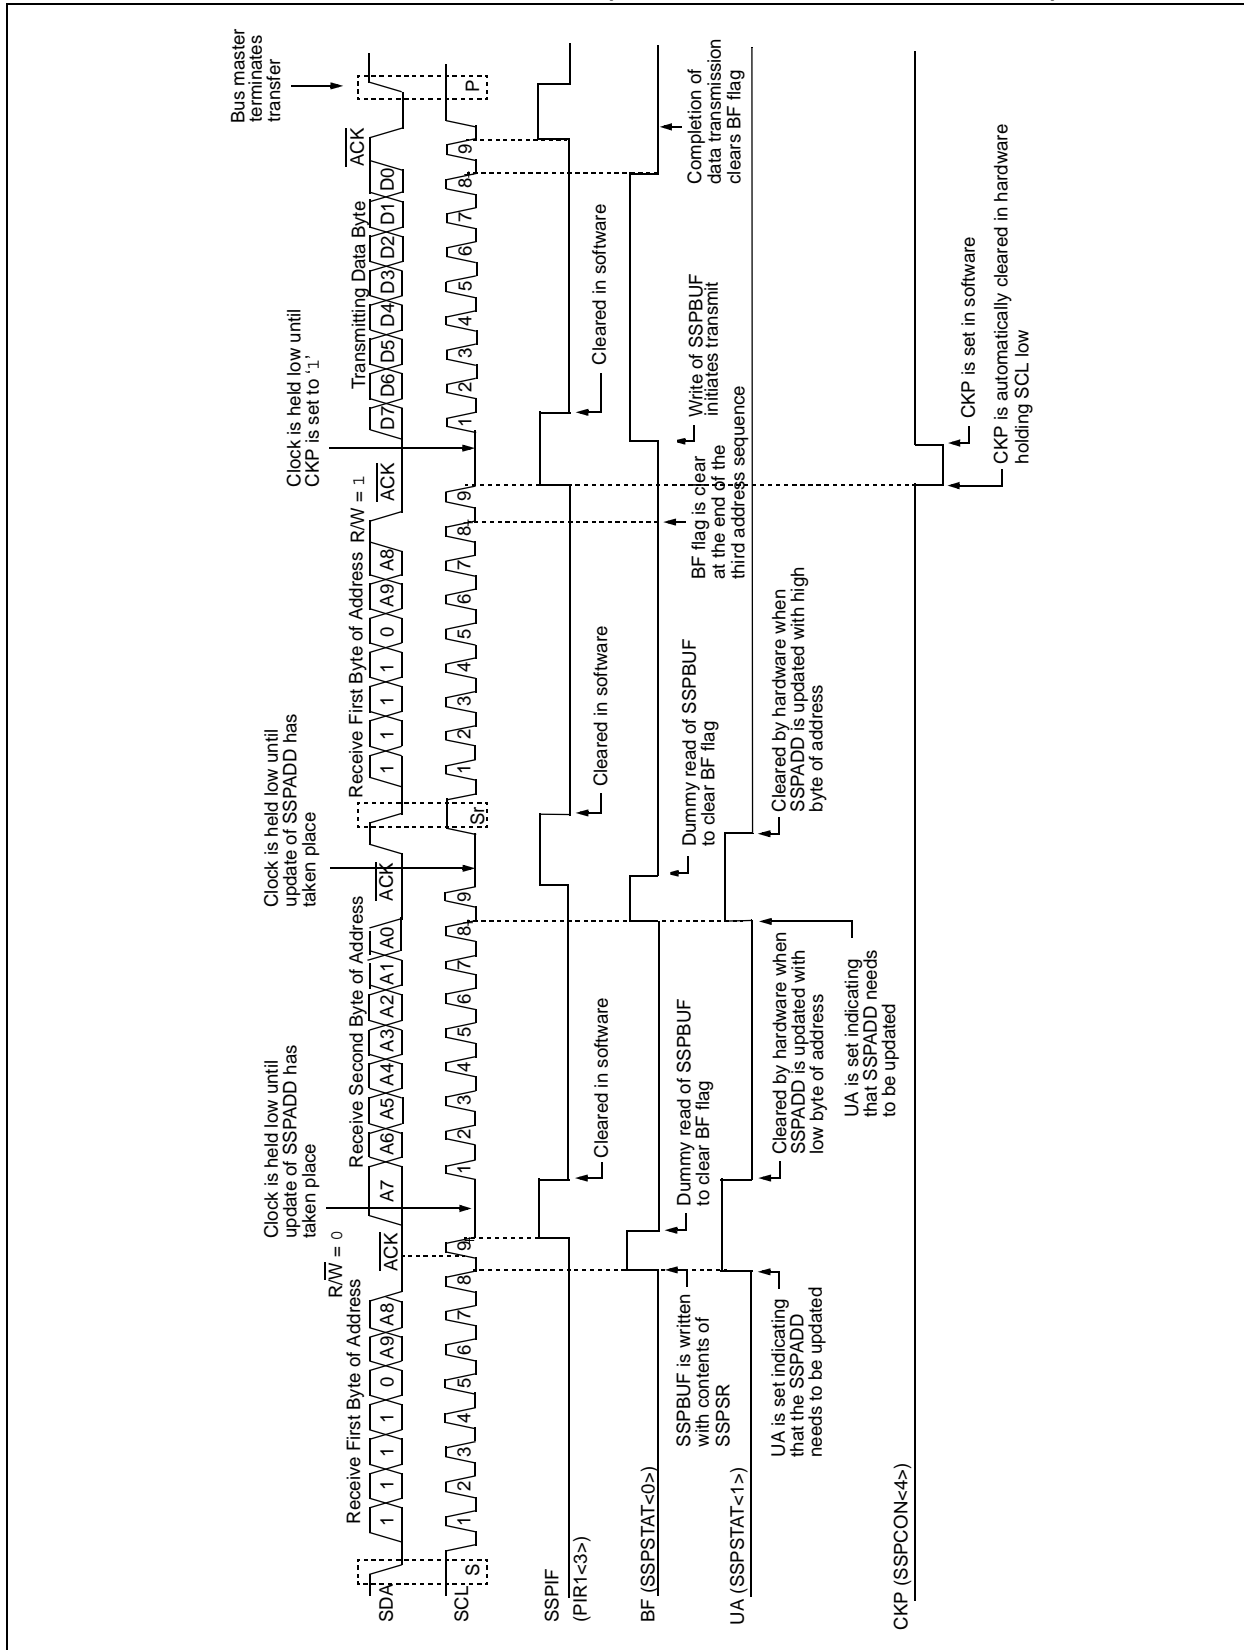 Bus master
terminates
transfer
Clock is held low until
CKP is set to ‘1’
Clock is held low until
update of SSPADD has
taken place
Clock is held low until
update of SSPADD has
taken place
Receive First Byte of Address
R/W = 0
Receive Second Byte of Address
Receive First Byte of Address R/W = 1
Transmitting Data Byte
SDA
1 1 1 1 0 A9 A8
ACK
A7 A6 A5 A4 A3 A2 A1 A0
ACK
1 1 1 1 0 A9 A8
ACK
D7 D6 D5 D4 D3 D2 D1 D0
ACK
SCL
S
1 2 3 4 5 6 7 8 9
1 2 3 4 5 6 7 8 9
Sr
1 2 3 4 5 6 7 8 9
1 2 3 4 5 6 7 8 9
P
SSPIF
(PIR1<3>)
Cleared in software
Cleared in software
Cleared in software
BF (SSPSTAT<0>)
SSPBUF is written
with contents of
SSPSR
Dummy read of SSPBUF
to clear BF flag
Dummy read of SSPBUF
to clear BF flag
BF flag is clear
at the end of the
third address sequence
Write of SSPBUF
initiates transmit
Completion of
data transmission
clears BF flag
UA (SSPSTAT<1>)
UA is set indicating
that the SSPADD
needs to be updated
Cleared by hardware when
SSPADD is updated with
low byte of address
UA is set indicating
that SSPADD needs
to be updated
Cleared by hardware when
SSPADD is updated with high
byte of address
CKP (SSPCON<4>)
CKP is set in software
CKP is automatically cleared in hardware
holding SCL low